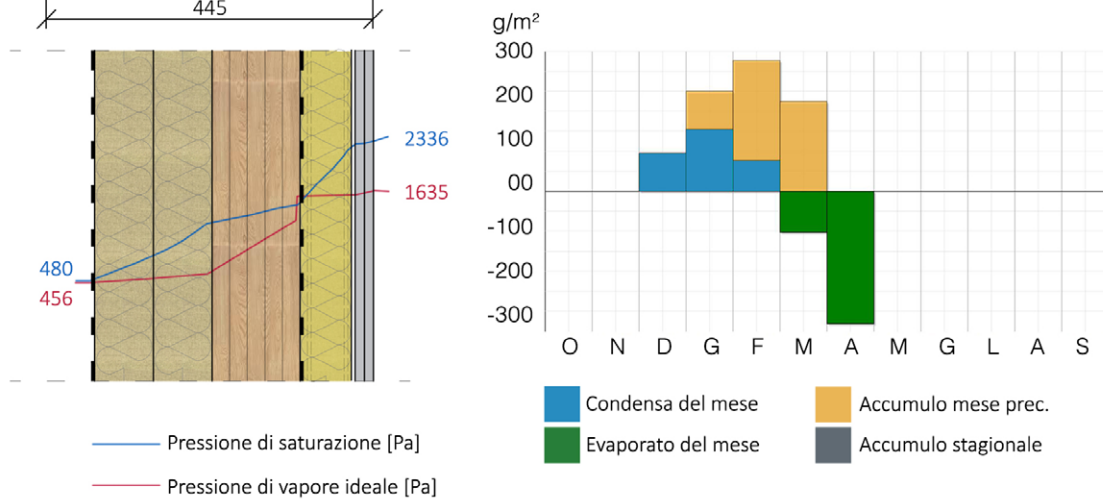 445
2336
1635
480
456
Pressione di saturazione [Pa]
Pressione di vapore ideale [Pa]
g/m²
300
200
100
00
-100
-200
-300
O N D G F M A M G L A S
Condensa del mese
Accumulo mese prec.
Evaporato del mese
Accumulo stagionale